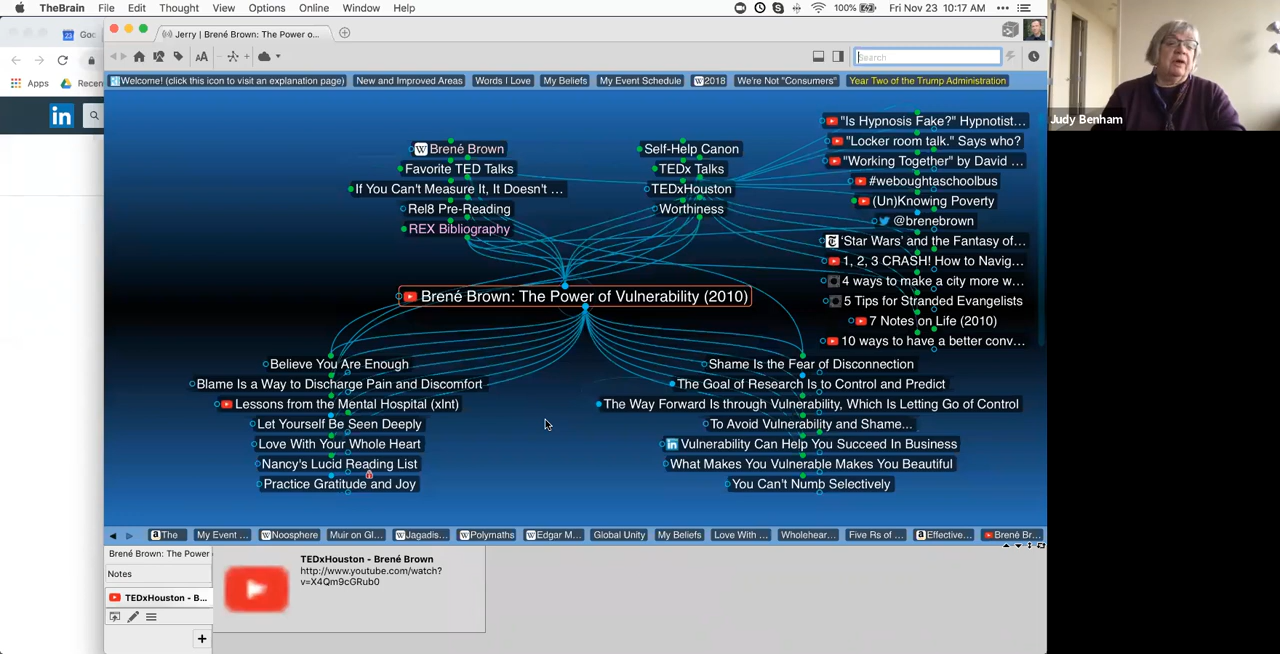 TheBrain File Edit Thought View Options Online Window Help 100% Fri Nov 23 10:17 AM
Jerry | Brené Brown: The Power o...
Search
23
Apps Recen
in
Welcome! (click this icon to visit an explanation page) New and Improved Areas Words I Love My Beliefs My Event Schedule W 2018 We're Not "Consumers" Year Two of the Trump Administration
Judy Benham
W Brené Brown
Favorite TED Talks
If You Can't Measure It, It Doesn't ...
Rel8 Pre-Reading
REX Bibliography
Self-Help Canon
TEDx Talks
TEDxHouston
Worthiness
"Is Hypnosis Fake?" Hypnotist...
"Locker room talk." Says who?
"Working Together" by David ...
#weboughtaschoolbus
(Un)Knowing Poverty
@brenebrown
'Star Wars' and the Fantasy of...
1, 2, 3 CRASH! How to Navig...
4 ways to make a city more w...
5 Tips for Stranded Evangelists
7 Notes on Life (2010)
10 ways to have a better conv...
Brené Brown: The Power of Vulnerability (2010)
Believe You Are Enough
Blame Is a Way to Discharge Pain and Discomfort
Lessons from the Mental Hospital (xInt)
Let Yourself Be Seen Deeply
Love With Your Whole Heart
Nancy's Lucid Reading List
Practice Gratitude and Joy
Shame Is the Fear of Disconnection
The Goal of Research Is to Control and Predict
The Way Forward Is through Vulnerability, Which Is Letting Go of Control
To Avoid Vulnerability and Shame...
in Vulnerability Can Help You Succeed In Business
What Makes You Vulnerable Makes You Beautiful
You Can't Numb Selectively
a The My Event ... W Noosphere Muir on Gl... W Jagadis... W Polymaths W Edgar M... Global Unity My Beliefs Love With ... Wholehear... Five Rs of ... a Effective... Brené Br...
Brené Brown: The Power
Notes
TEDxHouston - B...
TEDxHouston - Brené Brown
http://www.youtube.com/watch?
v=X4Qm9cGRub0